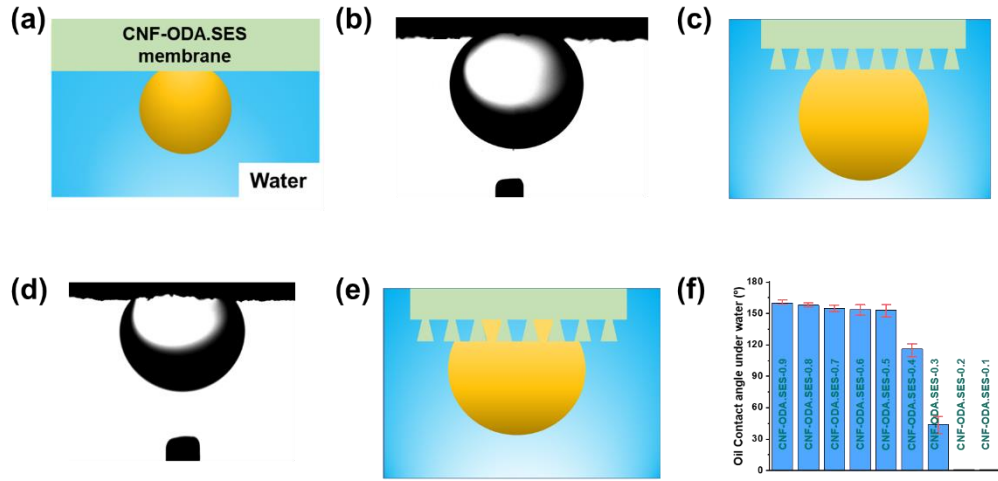 (a)
CNF-ODA.SES
membrane
Water
(b)
(c)
(d)
(e)
(f)
Oil Contact angle under water (°)
180
150
120
90
60
30
0
CNF-ODA.SES-0.9
CNF-ODA.SES-0.8
CNF-ODA.SES-0.7
CNF-ODA.SES-0.6
CNF-ODA.SES-0.5
CNF-ODA.SES-0.4
CNF-ODA.SES-0.3
CNF-ODA.SES-0.2
CNF-ODA.SES-0.1